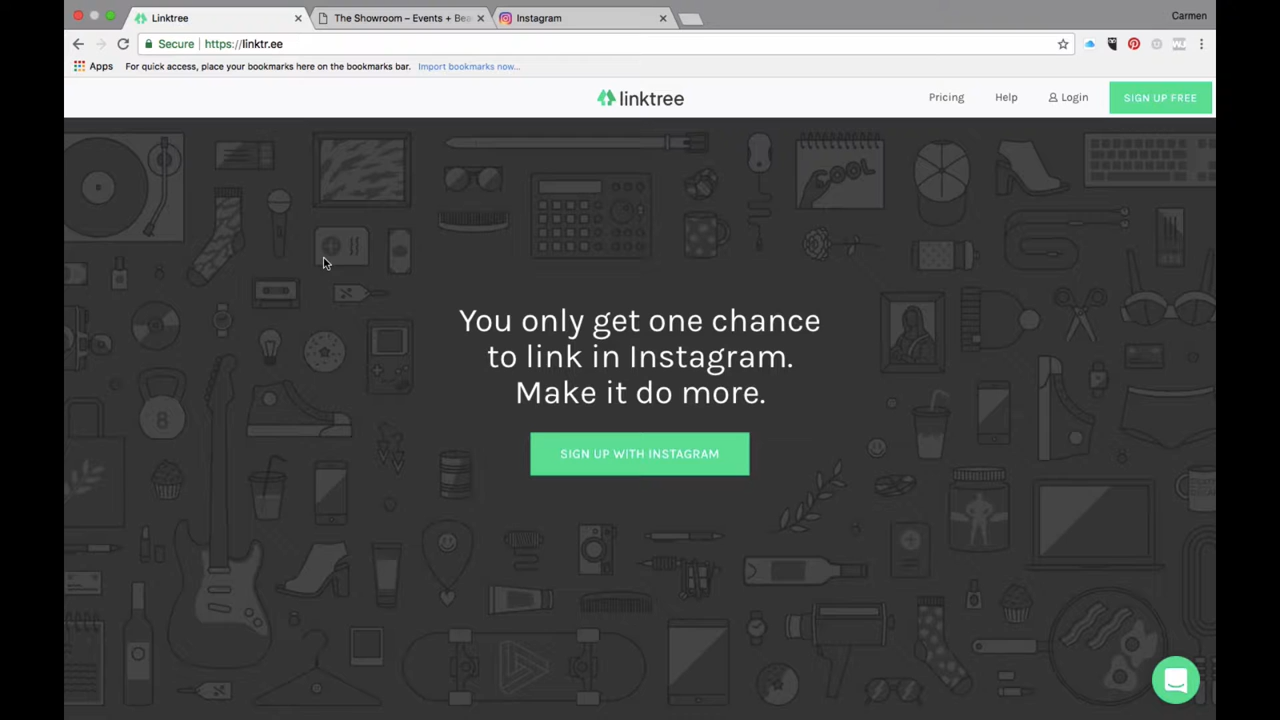 Linktree
The Showroom – Events + Bea
Instagram
Carmen
Secure
https://linktr.ee
Apps
For quick access, place your bookmarks here on the bookmarks bar.
Import bookmarks now...
linktree
Pricing
Help
Login
SIGN UP FREE
COOL
You only get one chance
to link in Instagram.
Make it do more.
SIGN UP WITH INSTAGRAM
8